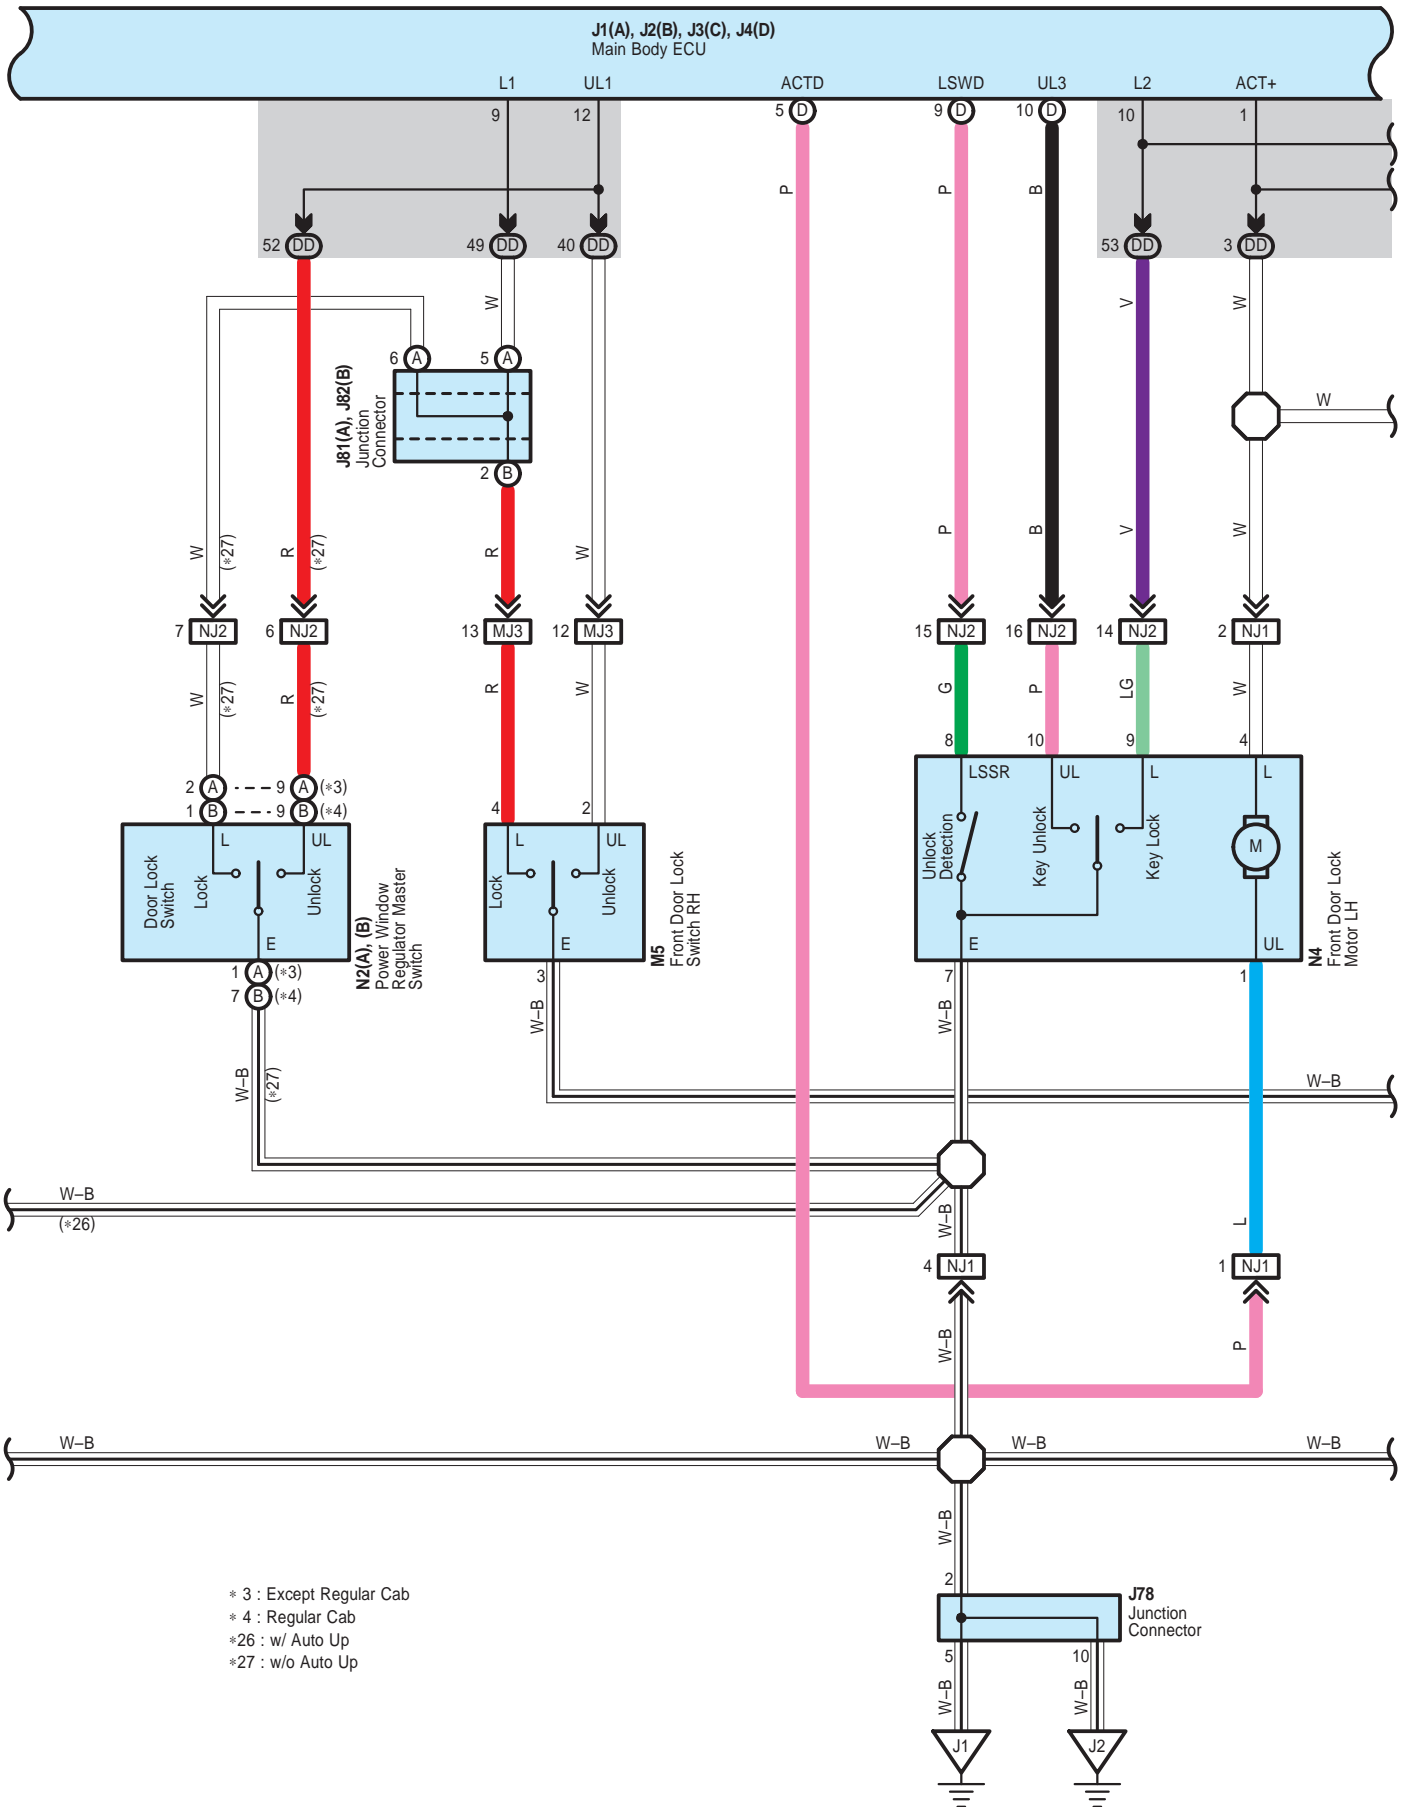 J1(A), J2(B), J3(C), J4(D)
Main Body ECU
L1 UL1 ACTD LSWD UL3 L2 ACT+
9 12 5 D 9 D 10 D 10 1
P P B
52 DD 49 DD 40 DD 53 DD 3 DD
W V W
6 A 5 A
J81(A), J82(B)
Junction
Connector
W
2 B
W (*27) R (*27) R W P B V W
7 NJ2 6 NJ2 13 MJ3 12 MJ3 15 NJ2 16 NJ2 14 NJ2 2 NJ1
W (*27) R (*27) R W G P LG W
8 10 9 4
2 A 9 A (*3)
1 B 9 B (*4)
4 2
L UL
Door Lock
Switch
Lock
Unlock
E
N2(A), (B)
Power Window
Regulator Master
Switch
L UL
Lock
Unlock
E
M5
Front Door Lock
Switch RH
LSSR UL L L
Unlock
Detection
Key Unlock
Key Lock
M
E UL
N4
Front Door Lock
Motor LH
1 A (*3)
7 B (*4)
3 7 1
W–B W–B
W–B (*27)
W–B
W–B
(*26)
W–B L
4 NJ1 1 NJ1
W–B P
W–B W–B W–B W–B
W–B
2
J78
Junction
Connector
5 10
W–B W–B
J1 J2
* 3 : Except Regular Cab
* 4 : Regular Cab
*26 : w/ Auto Up
*27 : w/o Auto Up